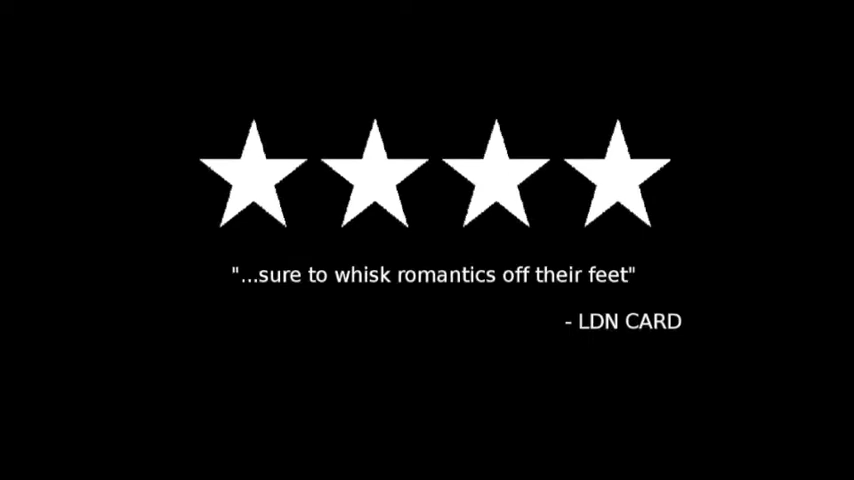 "...sure to whisk romantics off their feet"
- LDN CARD